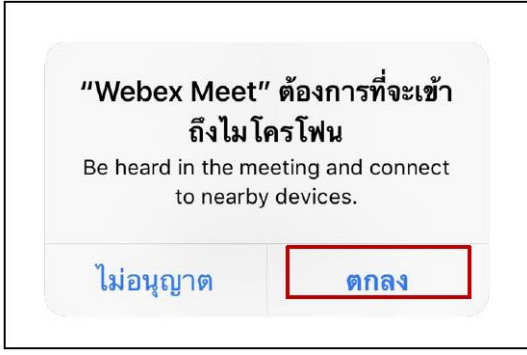 “Webex Meet” ต้องการที่จะเข้า
ถึงไมโครโฟน
Be heard in the meeting and connect
to nearby devices.
ไม่อนุญาต
ตกลง